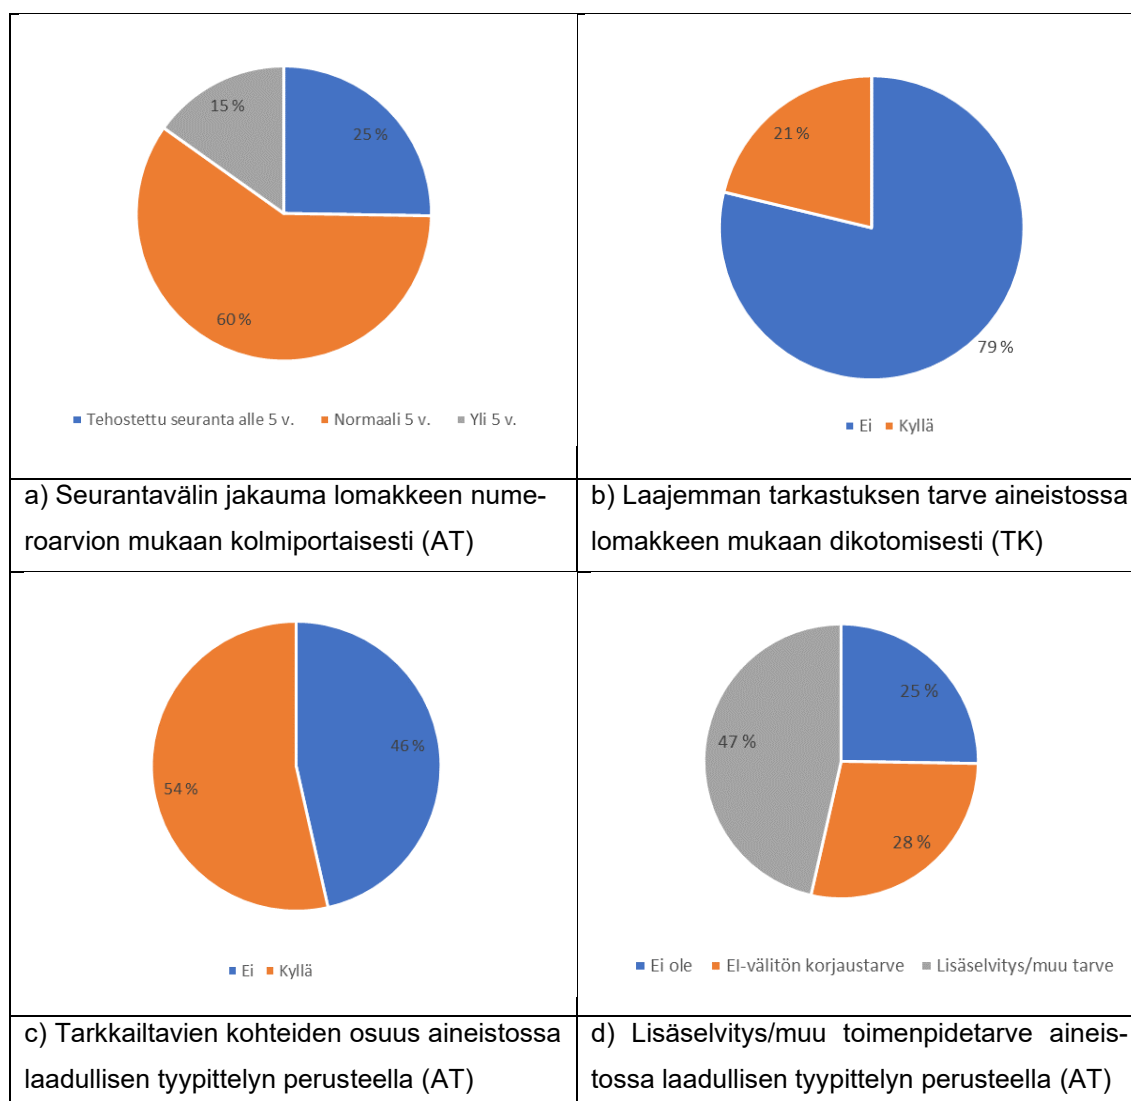 15 %
25 %
60 %
Tehostettu seuranta alle 5 v. Normaali 5 v. Yli 5 v.
21 %
79 %
Ei Kyllä
a) Seurantavälin jakauma lomakkeen nume-
roarvion mukaan kolmiportaisesti (AT)
b) Laajemman tarkastuksen tarve aineistossa
lomakkeen mukaan dikotomisesti (TK)
46 %
54 %
Ei Kyllä
25 %
47 %
28 %
Ei ole EI-välitön korjaustarve Lisäselvitys/muu tarve
c) Tarkkailtavien kohteiden osuus aineistossa
laadullisen tyypittelyn perusteella (AT)
d) Lisäselvitys/muu toimenpidetarve aineis-
tossa laadullisen tyypittelyn perusteella (AT)